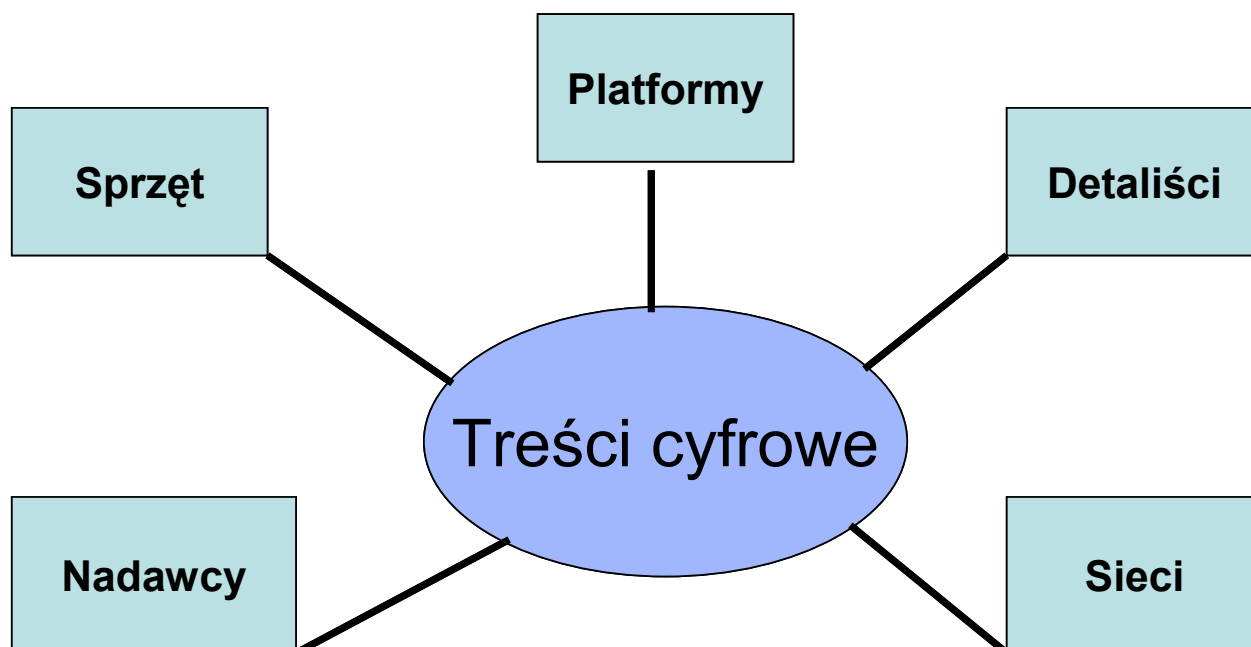 Platformy
Sprzęt
Detaliści
Treści cyfrowe
Nadawcy
Sieci